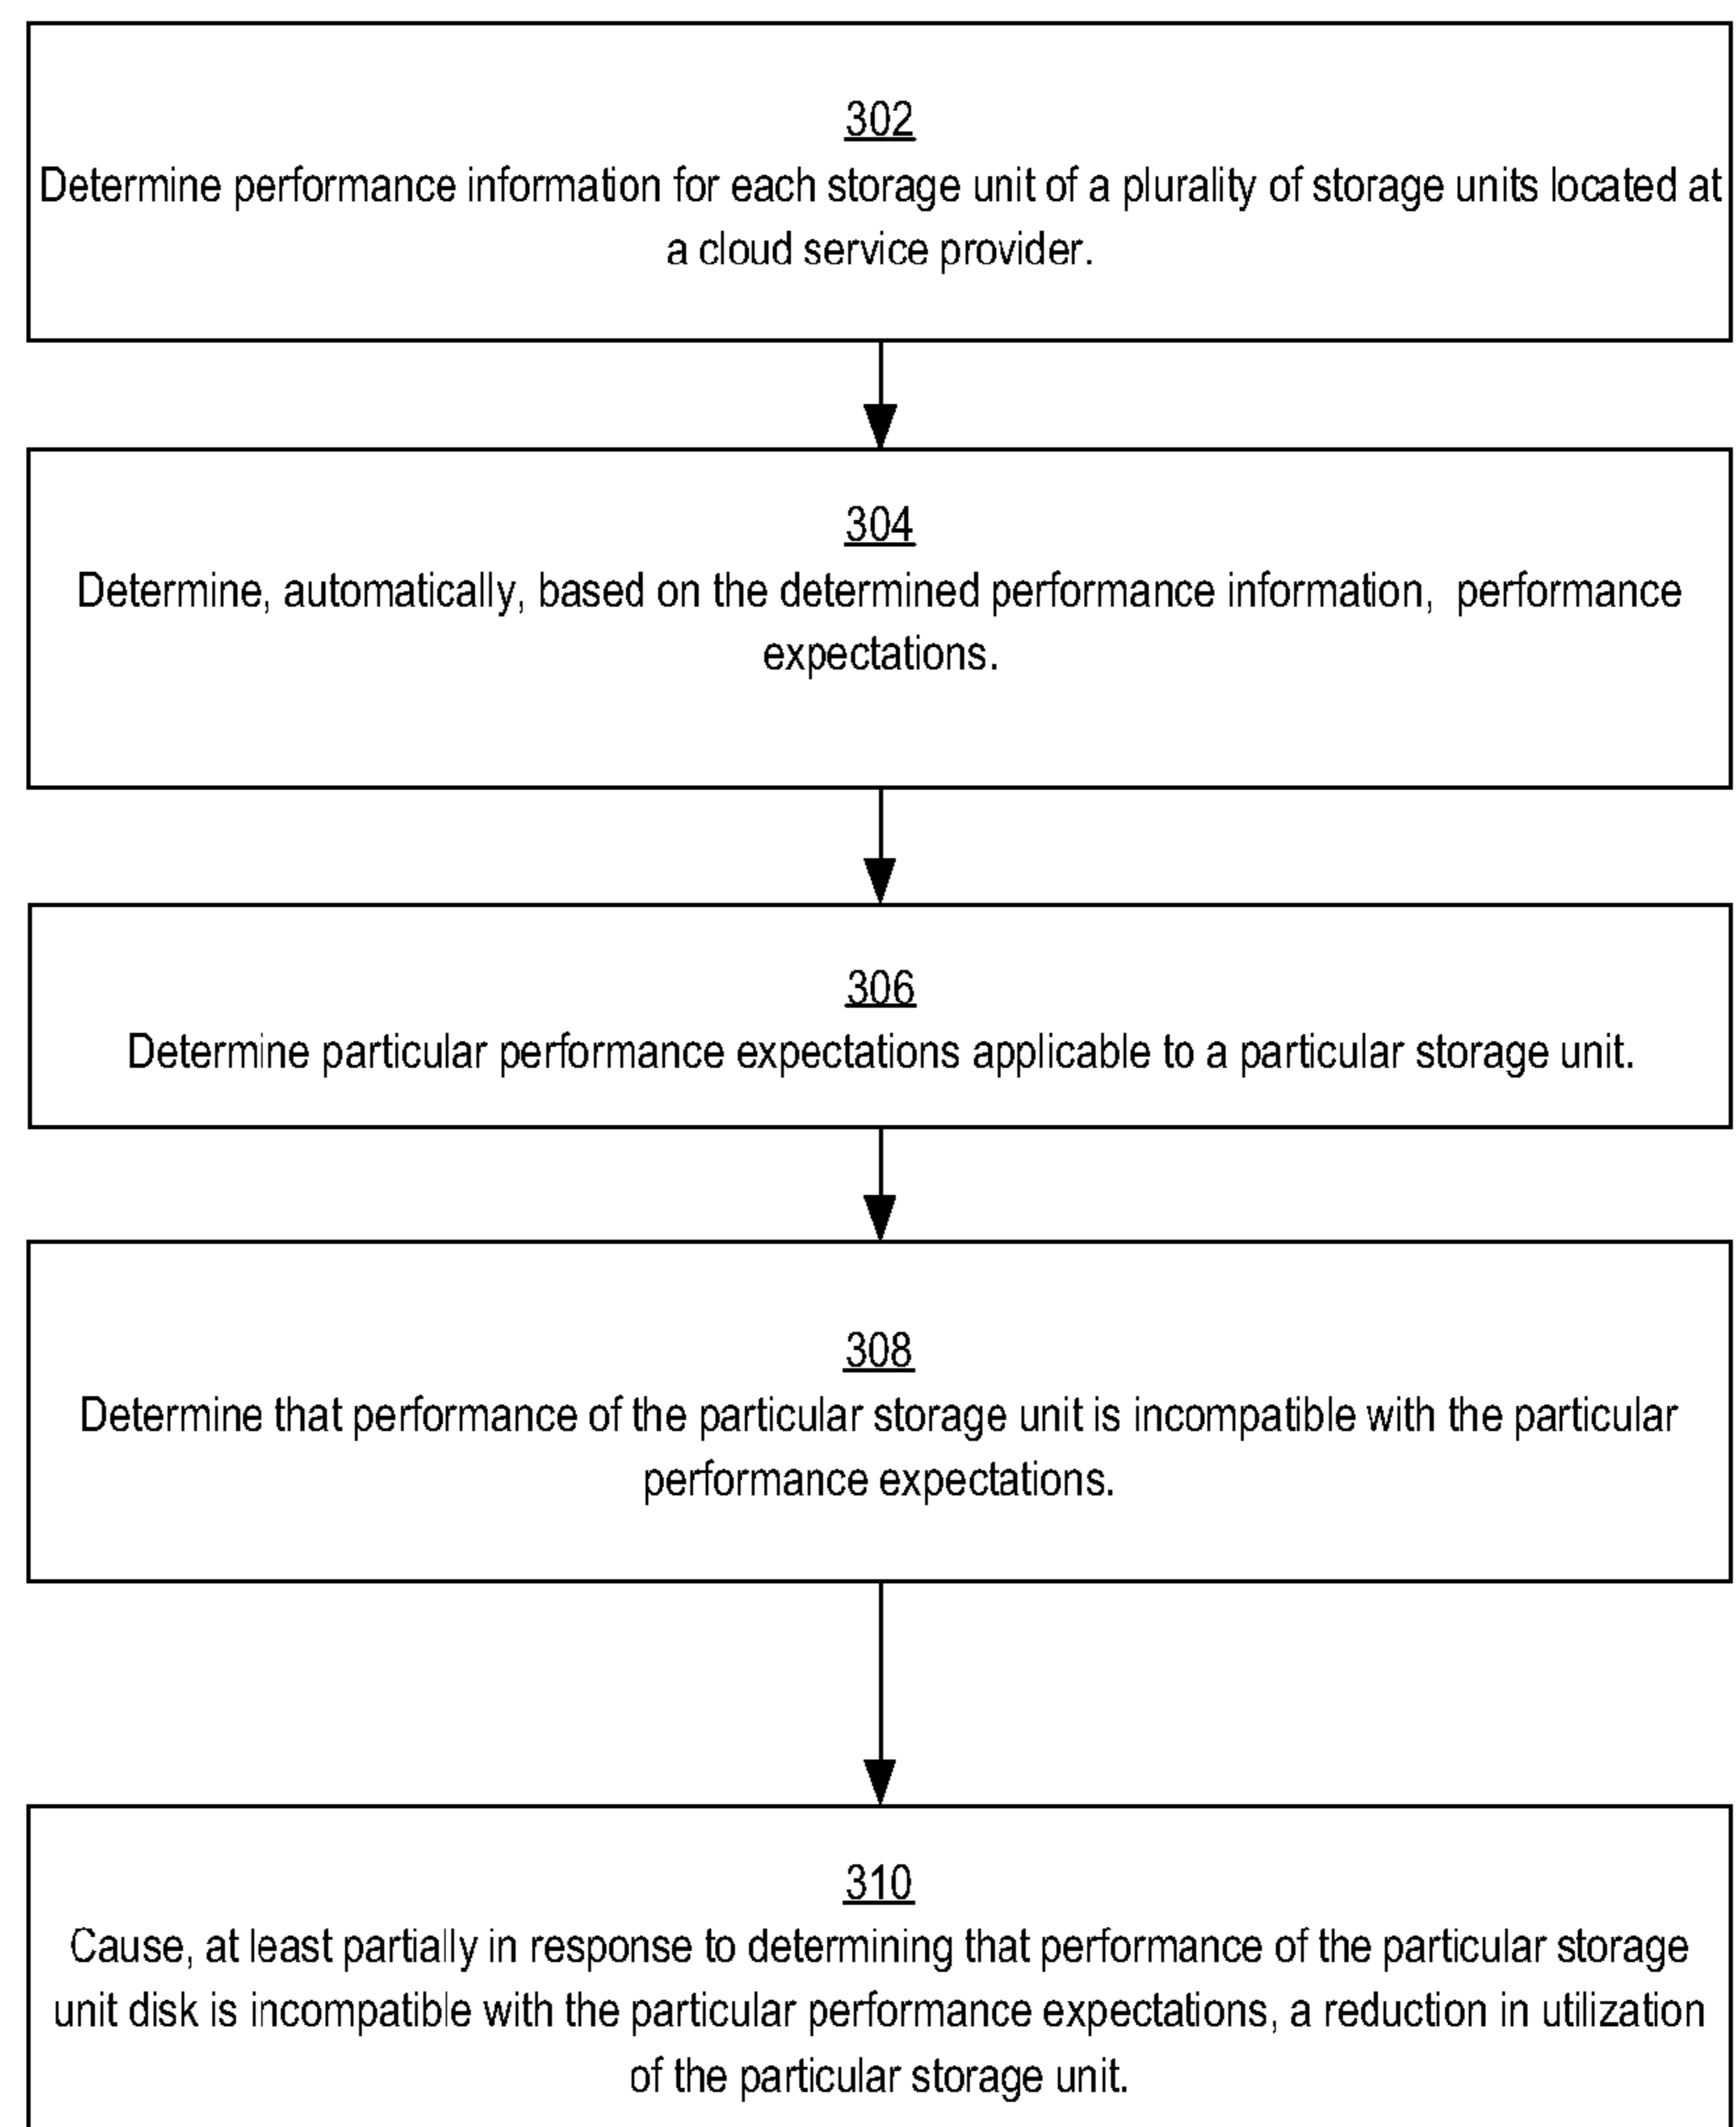 302
Determine performance information for each storage unit of a plurality of storage units located at
a cloud service provider.
304
Determine, automatically, based on the determined performance information,  performance
expectations.
306
Determine particular performance expectations applicable to a particular storage unit.
308
Determine that performance of the particular storage unit is incompatible with the particular
performance expectations.
310
Cause, at least partially in response to determining that performance of the particular storage
unit disk is incompatible with the particular performance expectations, a reduction in utilization
of the particular storage unit.